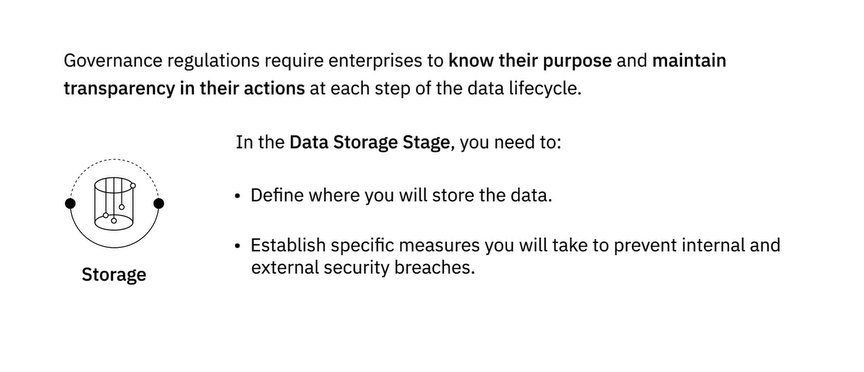 Governance regulations require enterprises to know their purpose and maintain
transparency in their actions at each step of the data lifecycle.
In the Data Storage Stage, you need to:
• Define where you will store the data.
• Establish specific measures you will take to prevent internal and
external security breaches.
Storage